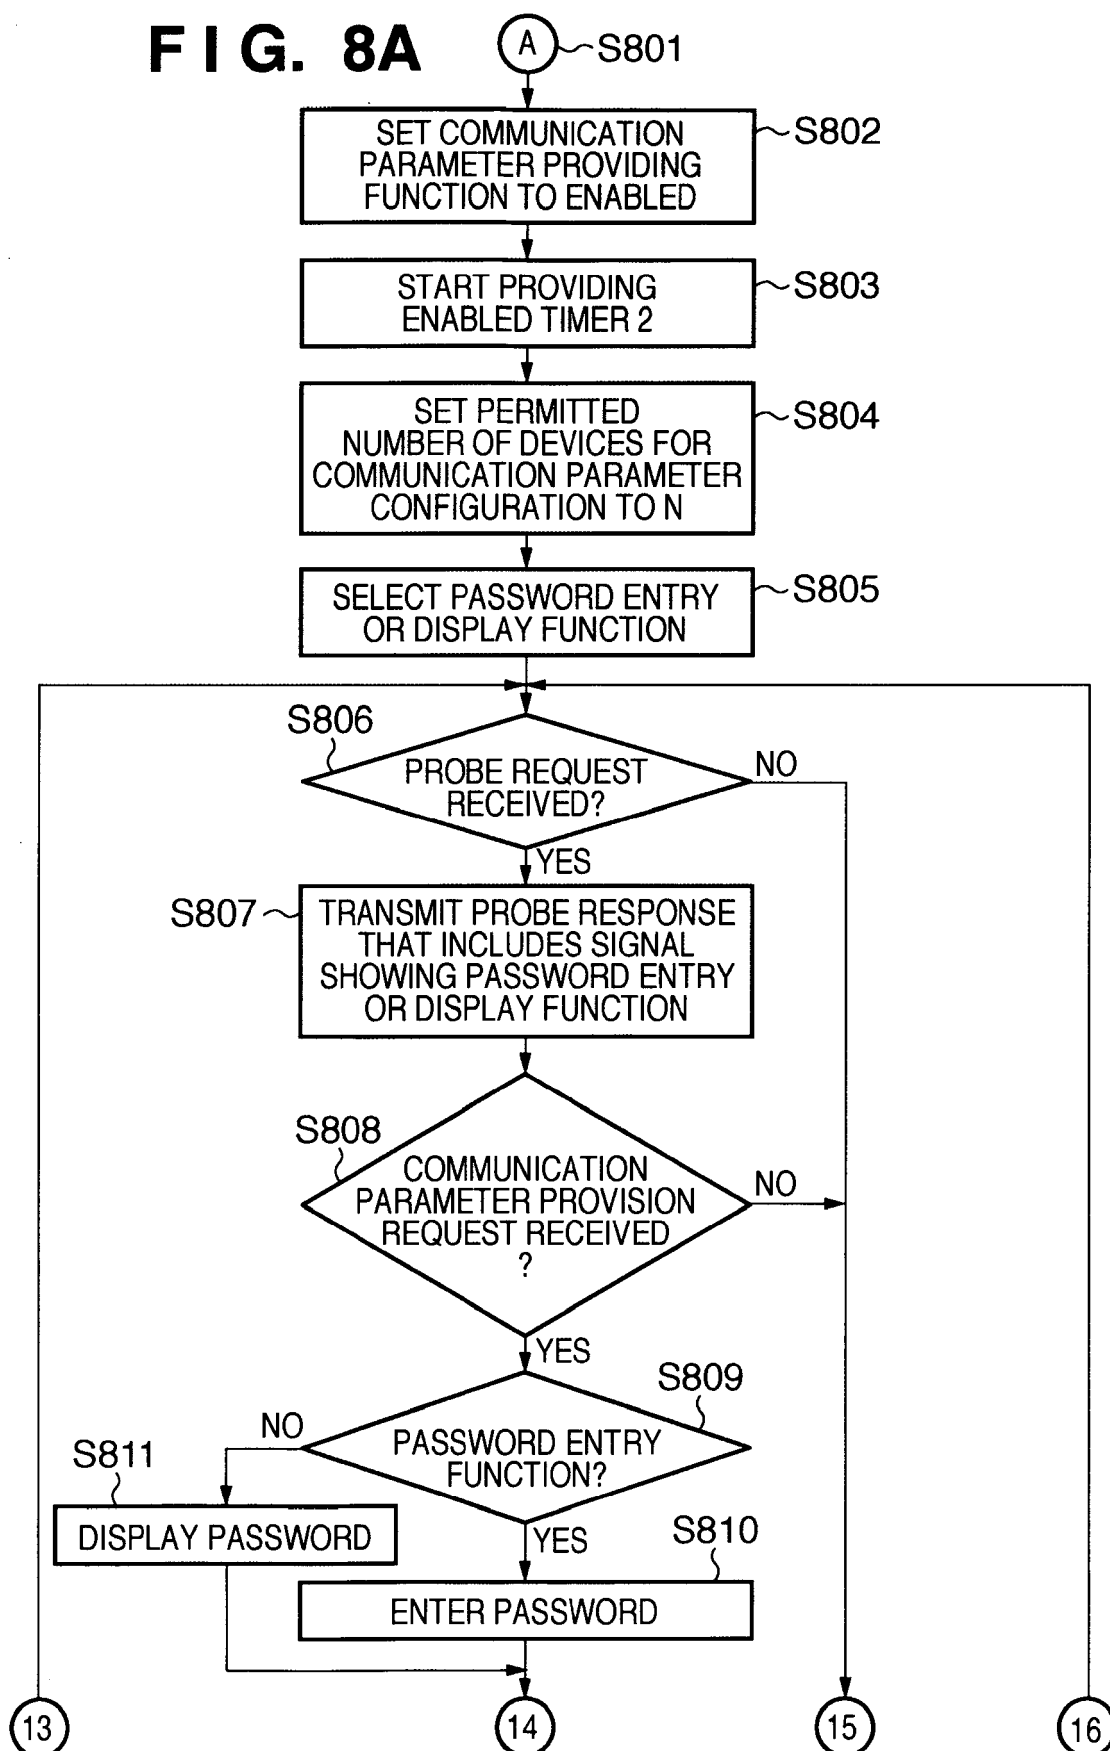 FIG. 8A
A
S801
SET COMMUNICATION
PARAMETER PROVIDING
FUNCTION TO ENABLED
S802
START PROVIDING
ENABLED TIMER 2
S803
SET PERMITTED
NUMBER OF DEVICES FOR
COMMUNICATION PARAMETER
CONFIGURATION TO N
S804
SELECT PASSWORD ENTRY
OR DISPLAY FUNCTION
S805
S806
PROBE REQUEST
RECEIVED?
NO
YES
S807
TRANSMIT PROBE RESPONSE
THAT INCLUDES SIGNAL
SHOWING PASSWORD ENTRY
OR DISPLAY FUNCTION
S808
COMMUNICATION
PARAMETER PROVISION
REQUEST RECEIVED
?
NO
YES
S809
PASSWORD ENTRY
FUNCTION?
NO
S811
DISPLAY PASSWORD
YES
S810
ENTER PASSWORD
13
14
15
16